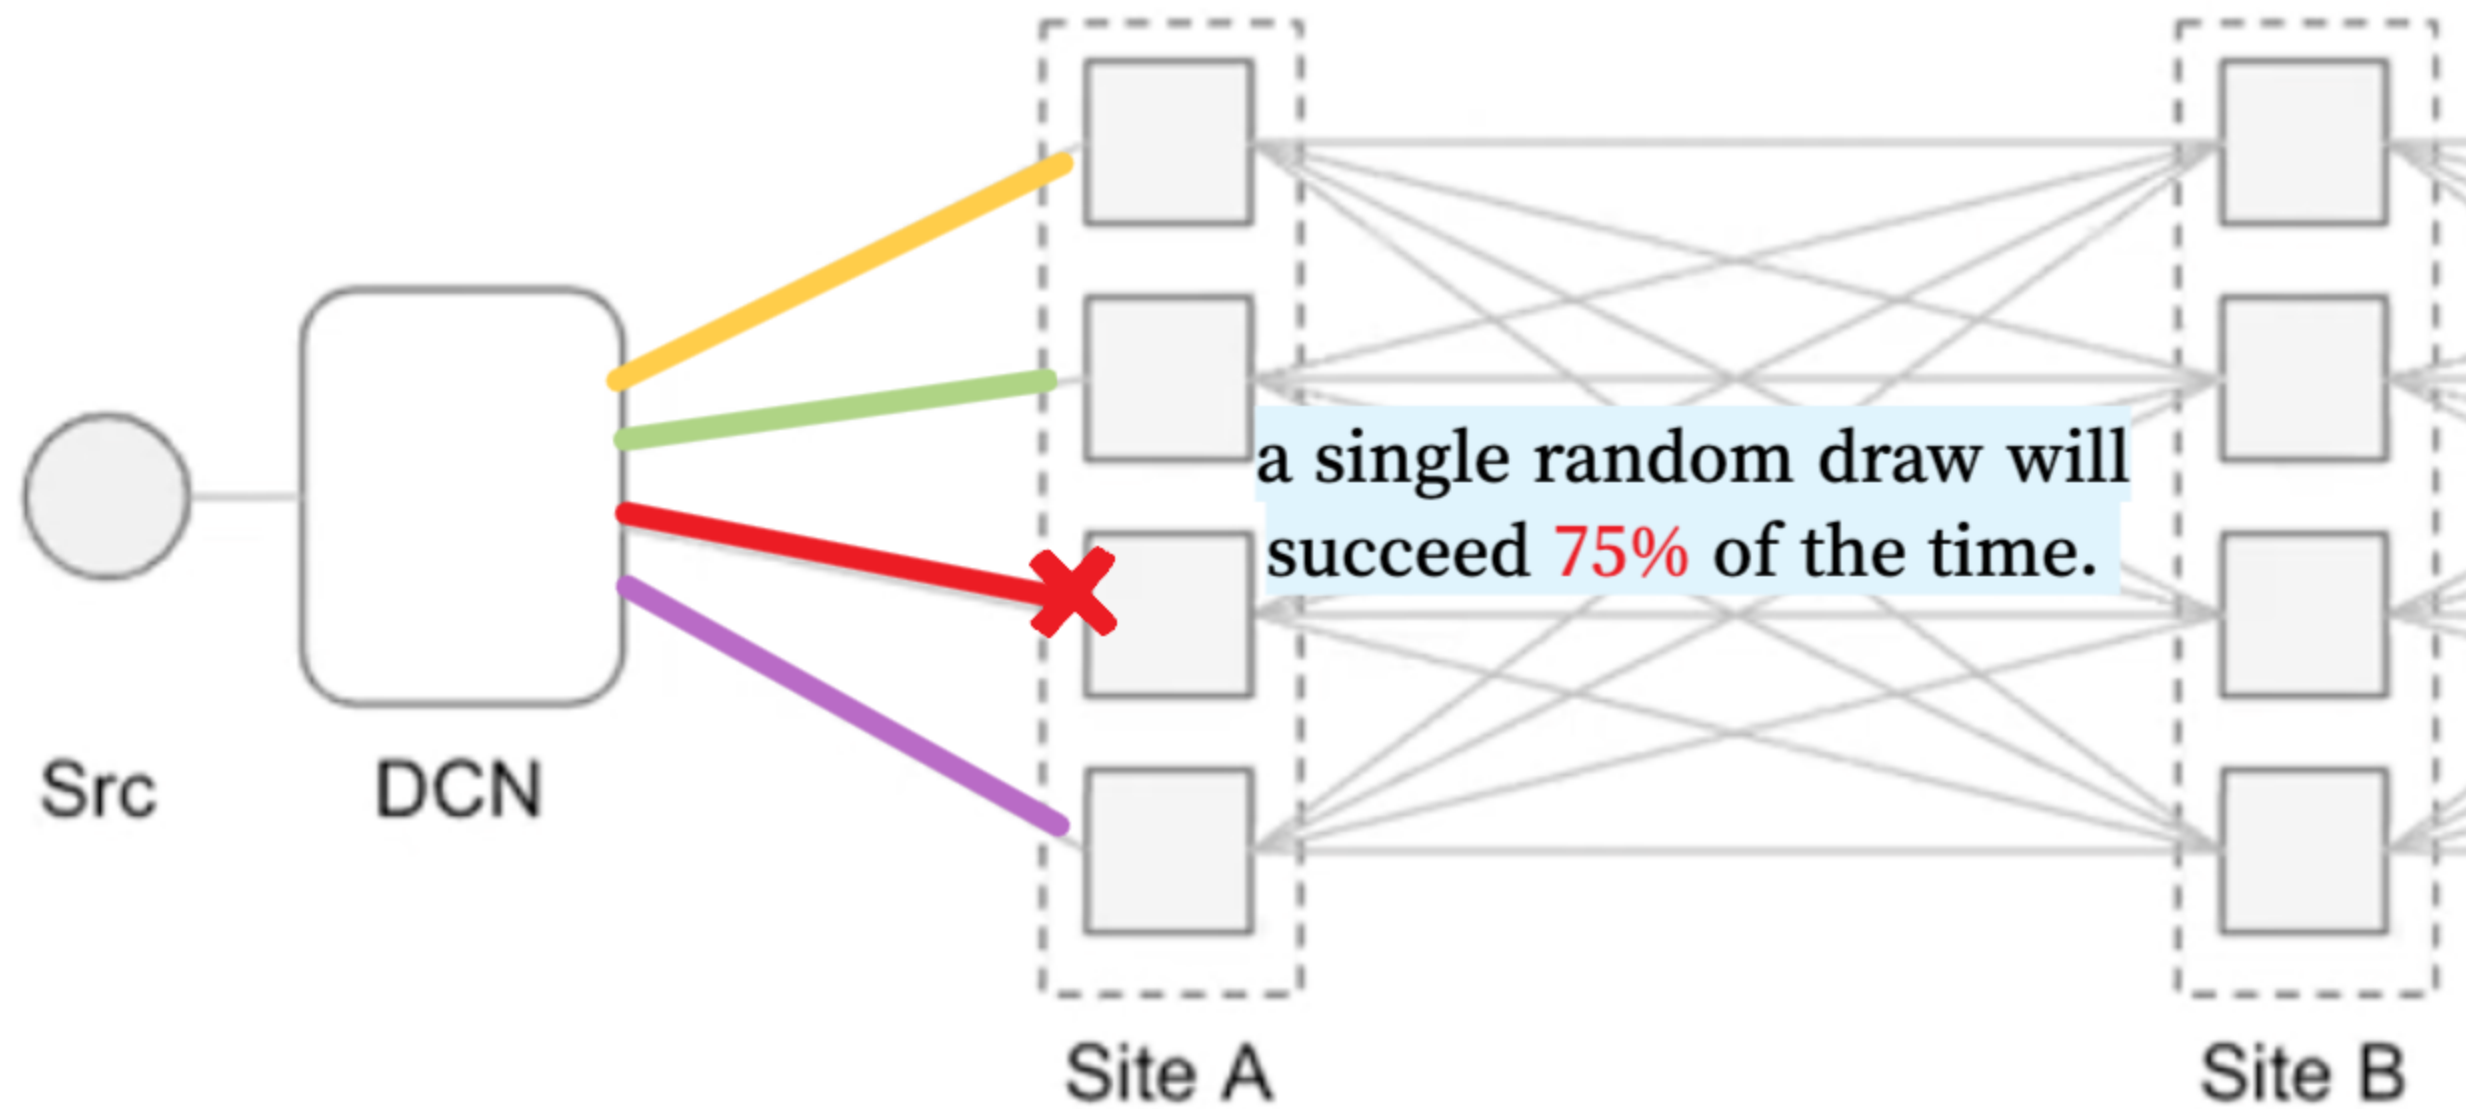 a single random draw will
succeed 75% of the time.
Src
DCN
Site A
Site B